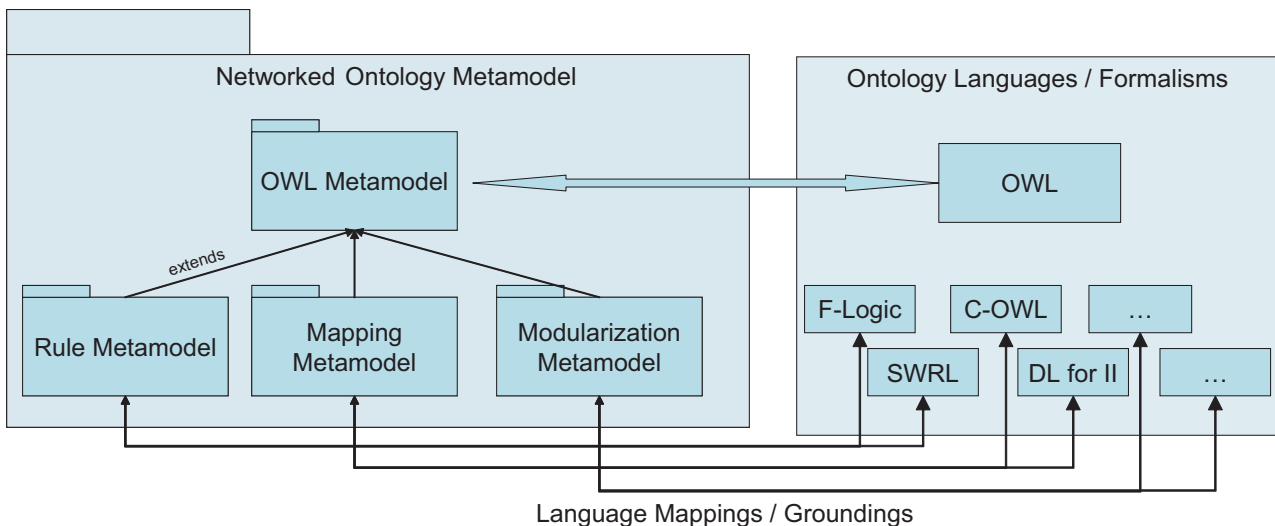 Networked Ontology Metamodel
Ontology Languages / Formalisms
OWL Metamodel
OWL
extends
Rule Metamodel
Mapping
Metamodel
Modularization
Metamodel
F-Logic
C-OWL
…
SWRL
DL for II
…
Language Mappings / Groundings